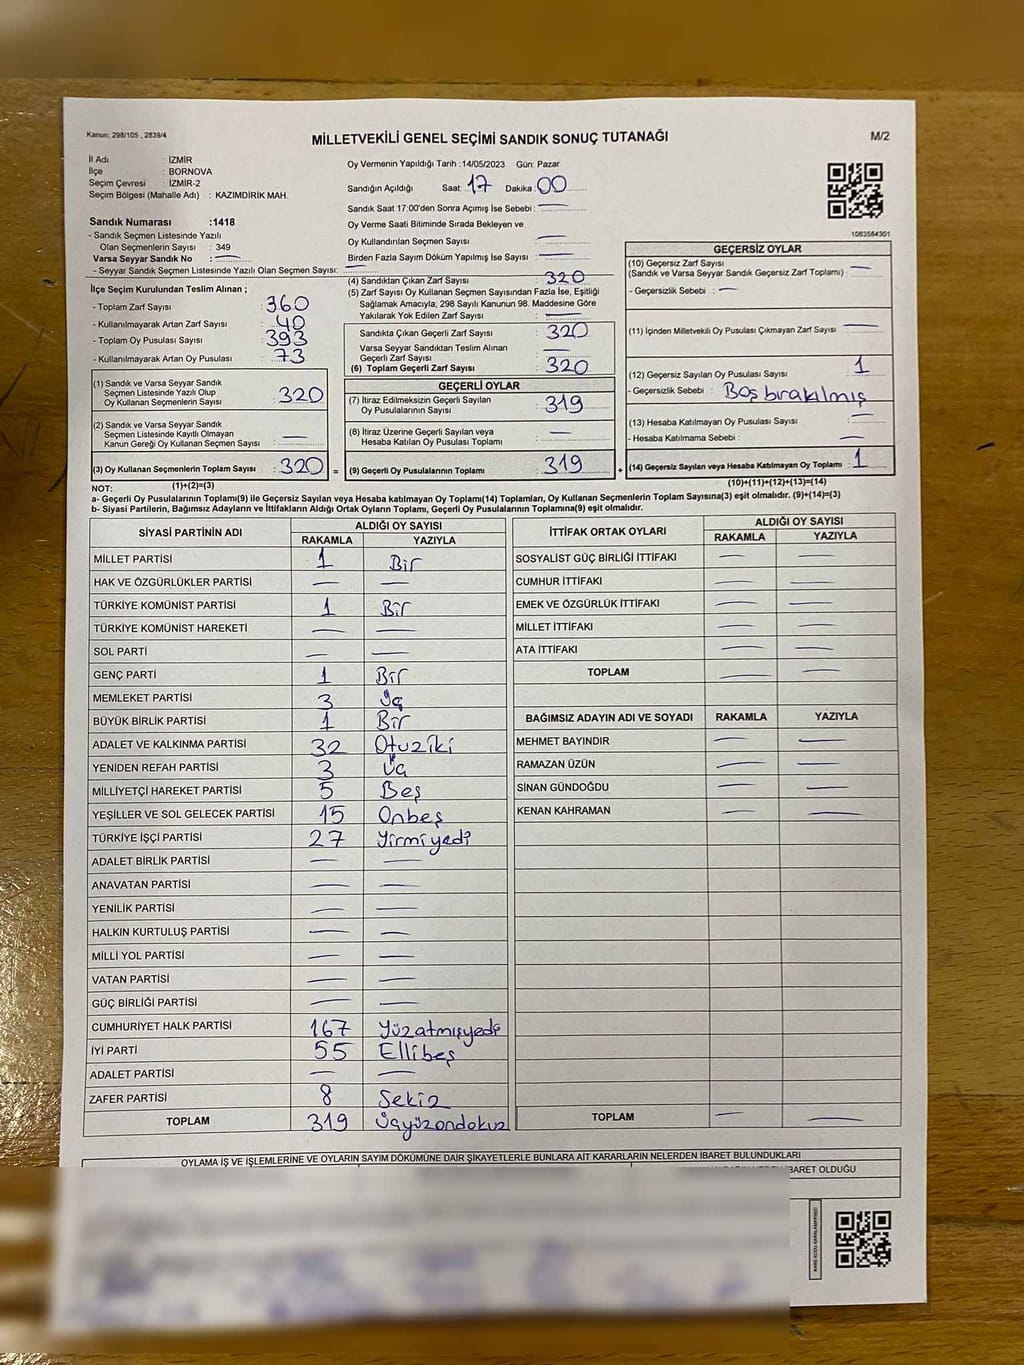 Kanun: 298/105 , 2839/4
MİLLETVEKİLİ GENEL SEÇİMİ SANDIK SONUÇ TUTANAĞI
M/2
İl Adı : İZMİR
İlçe : BORNOVA
Seçim Çevresi : İZMİR-2
Seçim Bölgesi (Mahalle Adı) : KAZIMDİRİK MAH.
Sandık Numarası :1418
- Sandık Seçmen Listesinde Yazılı
Olan Seçmenlerin Sayısı : 349
Varsa Seyyar Sandık No : —
- Seyyar Sandık Seçmen Listesinde Yazılı Olan Seçmen Sayısı: —
Oy Vermenin Yapıldığı Tarih :14/05/2023 Gün: Pazar
Sandığın Açıldığı Saat: 17 Dakika : 00
Sandık Saat 17:00'den Sonra Açımış İse Sebebi : —
Oy Verme Saati Bitiminde Sırada Bekleyen ve
Oy Kullandırılan Seçmen Sayısı —
Birden Fazla Sayım Döküm Yapılmış İse Sayısı : —
1083584301
İlçe Seçim Kurulundan Teslim Alınan ;
- Toplam Zarf Sayısı : 360
- Kullanılmayarak Artan Zarf Sayısı : 40
- Toplam Oy Pusulası Sayısı : 393
- Kullanılmayarak Artan Oy Pusulası : 73
(1) Sandık ve Varsa Seyyar Sandık
Seçmen Listesinde Yazılı Olup
Oy Kullanan Seçmenlerin Sayısı : 320
(2) Sandık ve Varsa Seyyar Sandık
Seçmen Listesinde Kayıtlı Olmayan
Kanun Gereği Oy Kullanan Seçmen Sayısı : —
(3) Oy Kullanan Seçmenlerin Toplam Sayısı : 320 =
(1)+(2)=(3)
(4) Sandıktan Çıkan Zarf Sayısı : 320
(5) Zarf Sayısı Oy Kullanan Seçmen Sayısından Fazla İse, Eşitliği
Sağlamak Amacıyla, 298 Sayılı Kanunun 98. Maddesine Göre
Yakılarak Yok Edilen Zarf Sayısı : —
Sandıkta Çıkan Geçerli Zarf Sayısı : 320
Varsa Seyyar Sandıktan Teslim Alınan
Geçerli Zarf Sayısı : —
(6) Toplam Geçerli Zarf Sayısı : 320
GEÇERLİ OYLAR
(7) İtiraz Edilmeksizin Geçerli Sayılan
Oy Pusulalarının Sayısı : 319
(8) İtiraz Üzerine Geçerli Sayılan veya
Hesaba Katılan Oy Pusulası Toplamı : —
(9) Geçerli Oy Pusulalarının Toplamı : 319 +
GEÇERSİZ OYLAR
(10) Geçersiz Zarf Sayısı
(Sandık ve Varsa Seyyar Sandık Geçersiz Zarf Toplamı) : —
- Geçersizlik Sebebi : —
(11) İçinden Milletvekili Oy Pusulası Çıkmayan Zarf Sayısı : —
(12) Geçersiz Sayılan Oy Pusulası Sayısı : 1
- Geçersizlik Sebebi : Boş bırakılmış
(13) Hesaba Katılmayan Oy Pusulası Sayısı : —
- Hesaba Katılmama Sebebi : —
(14) Geçersiz Sayılan veya Hesaba Katılmayan Oy Toplamı : 1
(10)+(11)+(12)+(13)=(14)
NOT:
a- Geçerli Oy Pusulalarının Toplamı(9) ile Geçersiz Sayılan veya Hesaba katılmayan Oy Toplamı(14) Toplamları, Oy Kullanan Seçmenlerin Toplam Sayısına(3) eşit olmalıdır. (9)+(14)=(3)
b- Siyasi Partilerin, Bağımsız Adayların ve İttifakların Aldığı Ortak Oyların Toplamı, Geçerli Oy Pusulalarının Toplamına(9) eşit olmalıdır.
SİYASİ PARTİNİN ADI ALDIĞI OY SAYISI
RAKAMLA YAZIYLA
MİLLET PARTİSİ 1 Bir
HAK VE ÖZGÜRLÜKLER PARTİSİ — —
TÜRKİYE KOMÜNİST PARTİSİ 1 Bir
TÜRKİYE KOMÜNİST HAREKETİ — —
SOL PARTİ — —
GENÇ PARTİ 1 Bir
MEMLEKET PARTİSİ 3 Üç
BÜYÜK BİRLİK PARTİSİ 1 Bir
ADALET VE KALKINMA PARTİSİ 32 Otuziki
YENİDEN REFAH PARTİSİ 3 Üç
MİLLİYETÇİ HAREKET PARTİSİ 5 Beş
YEŞİLLER VE SOL GELECEK PARTİSİ 15 Onbeş
TÜRKİYE İŞÇİ PARTİSİ 27 Yirmiyedi
ADALET BİRLİK PARTİSİ — —
ANAVATAN PARTİSİ — —
YENİLİK PARTİSİ — —
HALKIN KURTULUŞ PARTİSİ — —
MİLLİ YOL PARTİSİ — —
VATAN PARTİSİ — —
GÜÇ BİRLİĞİ PARTİSİ — —
CUMHURİYET HALK PARTİSİ 167 Yüzatmışyedi
İYİ PARTİ 55 Ellibeş
ADALET PARTİSİ — —
ZAFER PARTİSİ 8 Sekiz
TOPLAM 319 Üçyüzondokuz
İTTİFAK ORTAK OYLARI ALDIĞI OY SAYISI
RAKAMLA YAZIYLA
SOSYALİST GÜÇ BİRLİĞİ İTTİFAKI — —
CUMHUR İTTİFAKI — —
EMEK VE ÖZGÜRLÜK İTTİFAKI — —
MİLLET İTTİFAKI — —
ATA İTTİFAKI — —
TOPLAM — —
BAĞIMSIZ ADAYIN ADI VE SOYADI RAKAMLA YAZIYLA
MEHMET BAYINDIR — —
RAMAZAN ÜZÜN — —
SİNAN GÜNDOĞDU — —
KENAN KAHRAMAN — —
TOPLAM — —
OYLAMA İŞ VE İŞLEMLERİNE VE OYLARIN SAYIM DÖKÜMÜNE DAİR ŞİKAYETLERLE BUNLARA AİT KARARLARIN NELERDEN İBARET BULUNDUKLARI
İBARET OLDUĞU